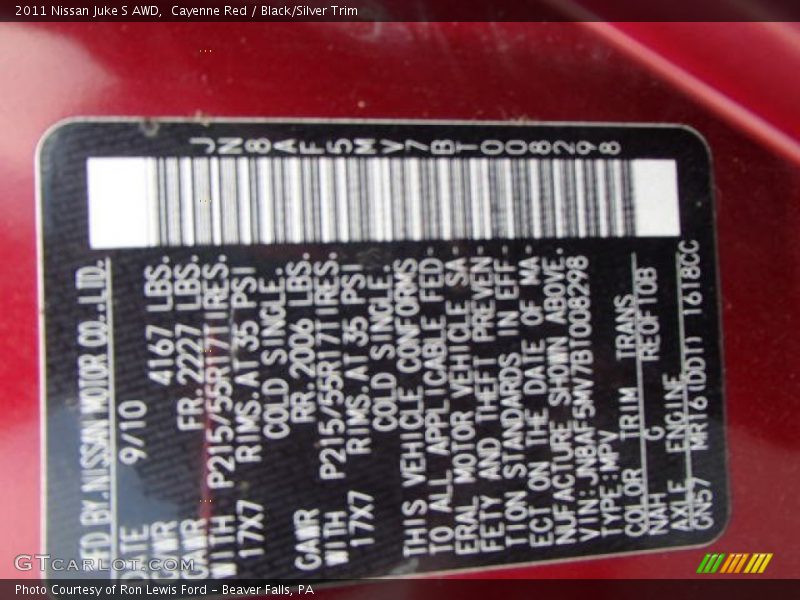 2011 Nissan Juke S AWD,  Cayenne Red / Black/Silver Trim
JN8AF5MV7BT008298
FD BY.NISSAN MOTOR CO.,LTD.
9/10
GVWR 4167 LBS.
GAWR FR.2227 LBS.
WITH P215/55R17TIRES.
17X7 RIMS.AT 35 PSI
COLD SINGLE.
GAWR RR.2006 LBS.
WITH P215/55R17TIRES.
17X7 RIMS.AT 35 PSI
COLD SINGLE.
THIS VEHICLE CONFORMS
TO ALL APPLICABLE FED-
ERAL MOTOR VEHICLE SA-
FETY AND THEFT PREVEN-
TION STANDARDS IN EFF-
ECT ON THE DATE OF MA-
NUFACTURE SHOWN ABOVE.
VIN:JN8AF5MV7BT008298
TYPE:MPV
COLOR TRIM TRANS
NAH G RE0F10B
AXLE ENGINE
GN57 MR16(DDT) 1618CC
GTCarLot.com
Photo Courtesy of Ron Lewis Ford - Beaver Falls, PA